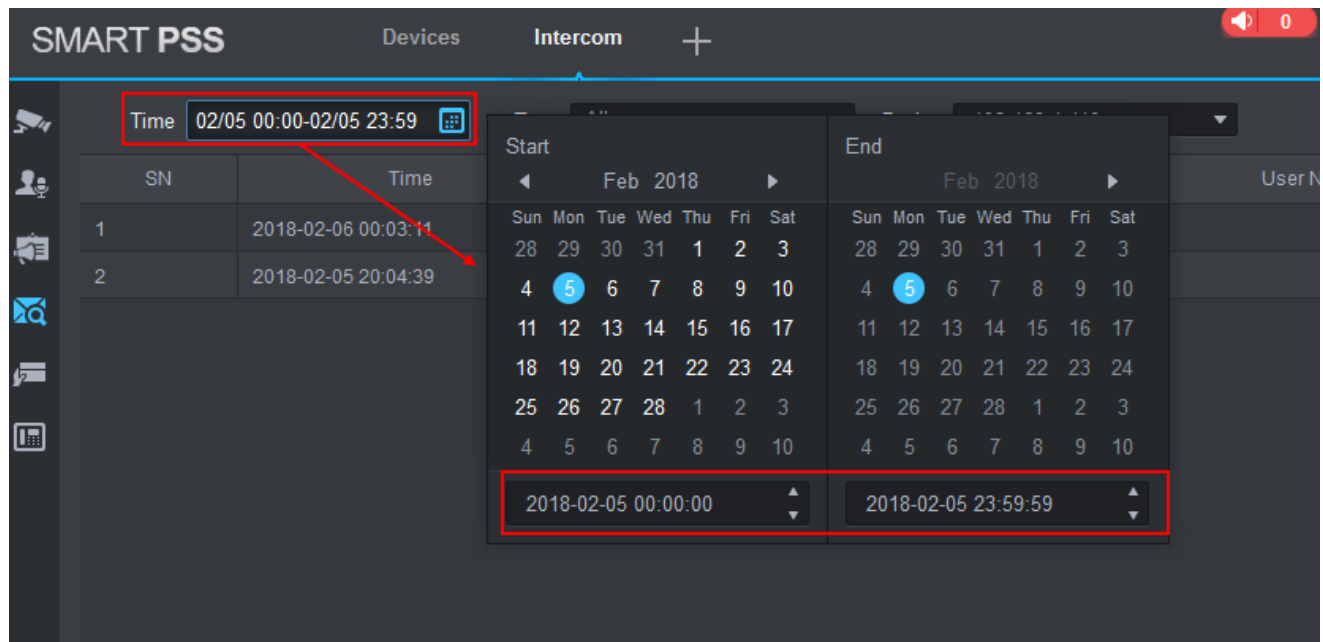 SMART PSS Devices Intercom + 0
Time 02/05 00:00-02/05 23:59
Start End
Feb 2018 Feb 2018
SN Time User N
Sun Mon Tue Wed Thu Fri Sat Sun Mon Tue Wed Thu Fri Sat
1 2018-02-06 00:03:11
28 29 30 31 1 2 3 28 29 30 31 1 2 3
2 2018-02-05 20:04:39
4 5 6 7 8 9 10 4 5 6 7 8 9 10
11 12 13 14 15 16 17 11 12 13 14 15 16 17
18 19 20 21 22 23 24 18 19 20 21 22 23 24
25 26 27 28 1 2 3 25 26 27 28 1 2 3
4 5 6 7 8 9 10 4 5 6 7 8 9 10
2018-02-05 00:00:00 2018-02-05 23:59:59